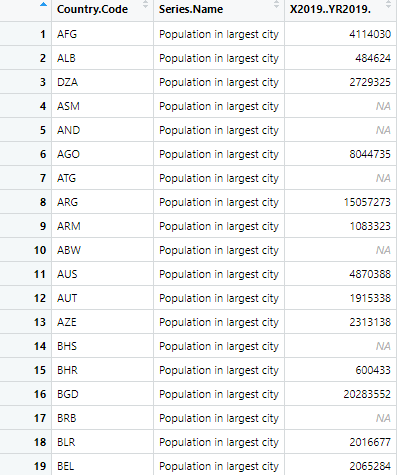 Country.Code Series.Name X2019..YR2019.
1 AFG Population in largest city 4114030
2 ALB Population in largest city 484624
3 DZA Population in largest city 2729325
4 ASM Population in largest city NA
5 AND Population in largest city NA
6 AGO Population in largest city 8044735
7 ATG Population in largest city NA
8 ARG Population in largest city 15057273
9 ARM Population in largest city 1083323
10 ABW Population in largest city NA
11 AUS Population in largest city 4870388
12 AUT Population in largest city 1915338
13 AZE Population in largest city 2313138
14 BHS Population in largest city NA
15 BHR Population in largest city 600433
16 BGD Population in largest city 20283552
17 BRB Population in largest city NA
18 BLR Population in largest city 2016677
19 BEL Population in largest city 2065284